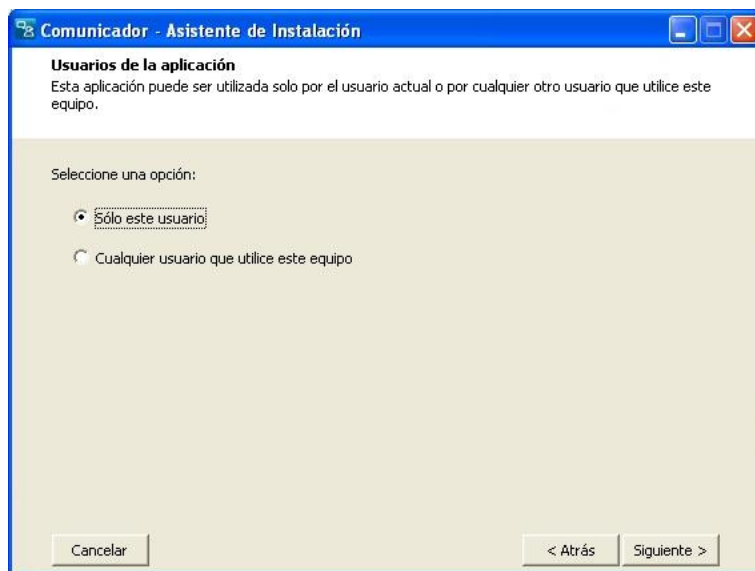 Comunicador - Asistente de Instalación
Usuarios de la aplicación
Esta aplicación puede ser utilizada solo por el usuario actual o por cualquier otro usuario que utilice este
equipo.
Seleccione una opción:
Sólo este usuario
Cualquier usuario que utilice este equipo
Cancelar
< Atrás
Siguiente >